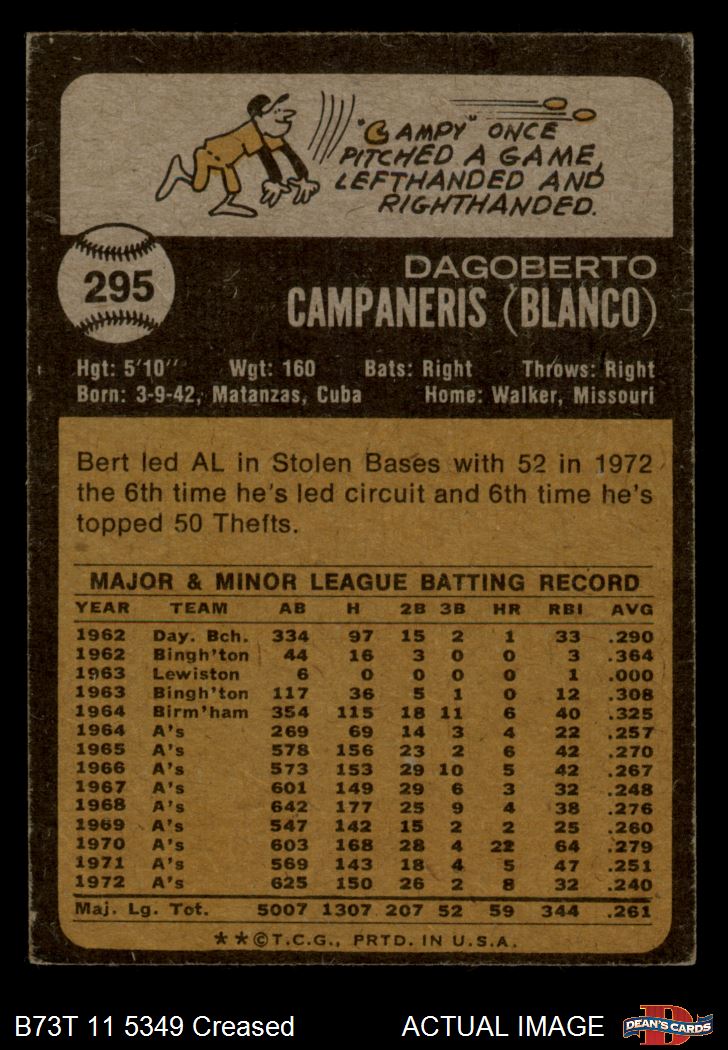 "CAMPY" ONCE
PITCHED A GAME,
LEFTHANDED AND
RIGHTHANDED.
295
DAGOBERTO
CAMPANERIS (BLANCO)
Hgt: 5'10" Wgt: 160 Bats: Right Throws: Right
Born: 3-9-42, Matanzas, Cuba Home: Walker, Missouri
Bert led AL in Stolen Bases with 52 in 1972
the 6th time he's led circuit and 6th time he's
topped 50 Thefts.
MAJOR & MINOR LEAGUE BATTING RECORD
YEAR TEAM AB H 2B 3B HR RBI AVG
1962 Day. Bch. 334 97 15 2 1 33 .290
1962 Bingh'ton 44 16 3 0 0 3 .364
1963 Lewiston 6 0 0 0 0 1 .000
1963 Bingh'ton 117 36 5 1 0 12 .308
1964 Birm'ham 354 115 18 11 6 40 .325
1964 A's 269 69 14 3 4 22 .257
1965 A's 578 156 23 2 6 42 .270
1966 A's 573 153 29 10 5 42 .267
1967 A's 601 149 29 6 3 32 .248
1968 A's 642 177 25 9 4 38 .276
1969 A's 547 142 15 2 2 25 .260
1970 A's 603 168 28 4 22 64 .279
1971 A's 569 143 18 4 5 47 .251
1972 A's 625 150 26 2 8 32 .240
Maj. Lg. Tot. 5007 1307 207 52 59 344 .261
★★©T.C.G., PRTD. IN U.S.A.
B73T 11 5349 Creased ACTUAL IMAGE
D
DEAN'S CARDS